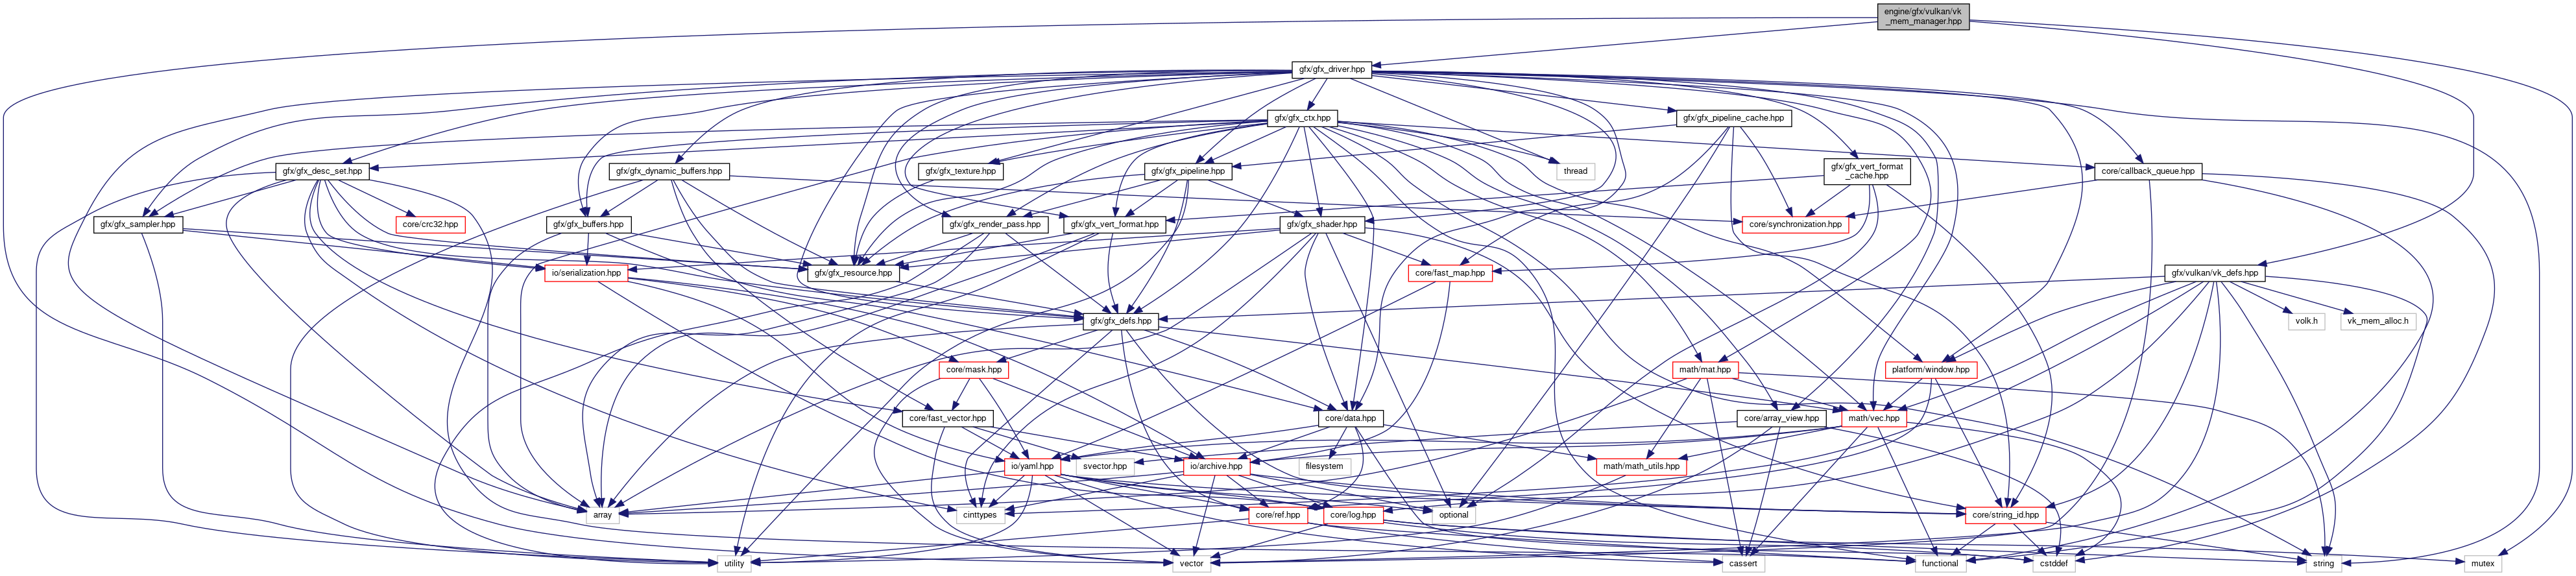 engine/gfx/vulkan/vk
_mem_manager.hpp
gfx/gfx_driver.hpp
gfx/gfx_ctx.hpp
gfx/gfx_pipeline_cache.hpp
gfx/gfx_desc_set.hpp
gfx/gfx_dynamic_buffers.hpp
gfx/gfx_texture.hpp
gfx/gfx_pipeline.hpp
thread
gfx/gfx_vert_format
_cache.hpp
core/callback_queue.hpp
gfx/gfx_sampler.hpp
core/crc32.hpp
gfx/gfx_buffers.hpp
gfx/gfx_render_pass.hpp
gfx/gfx_vert_format.hpp
gfx/gfx_shader.hpp
core/synchronization.hpp
io/serialization.hpp
gfx/gfx_resource.hpp
core/fast_map.hpp
gfx/vulkan/vk_defs.hpp
gfx/gfx_defs.hpp
volk.h
vk_mem_alloc.h
core/mask.hpp
math/mat.hpp
platform/window.hpp
core/fast_vector.hpp
core/data.hpp
core/array_view.hpp
math/vec.hpp
io/yaml.hpp
svector.hpp
io/archive.hpp
filesystem
math/math_utils.hpp
array
cinttypes
core/ref.hpp
core/log.hpp
optional
core/string_id.hpp
utility
vector
cassert
functional
cstddef
string
mutex